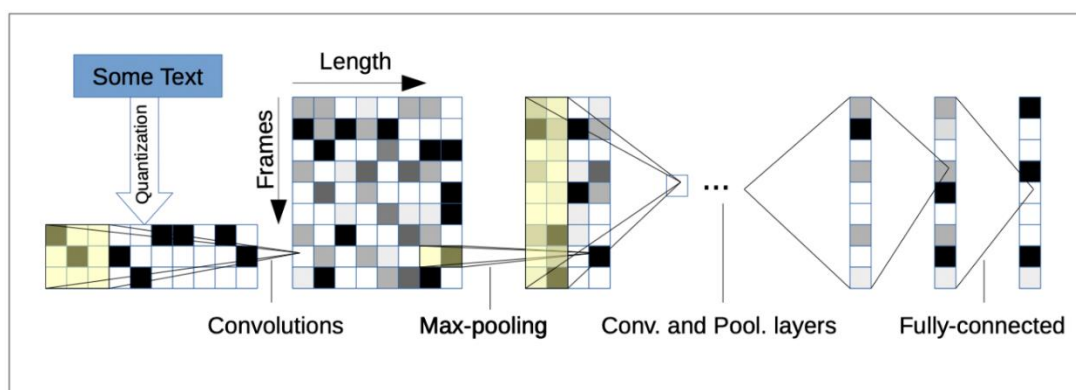 Some Text
Quantization
Length
Frames
...
Convolutions
Max-pooling
Conv. and Pool. layers
Fully-connected